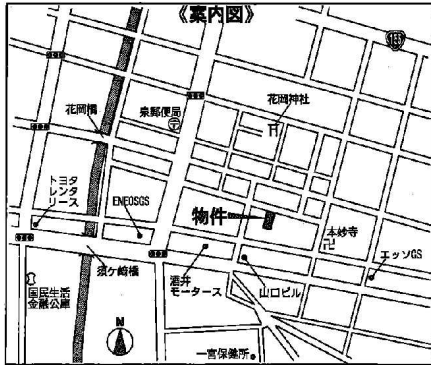 《案内図》
花岡橋
泉郵便局
花岡神社
トヨタ
レンタ
リース
ENEOSGS
物件
本妙寺
エッソGS
須ケ崎橋
酒井
モータース
山口ビル
国民生活
金融公庫
N
一宮保健所